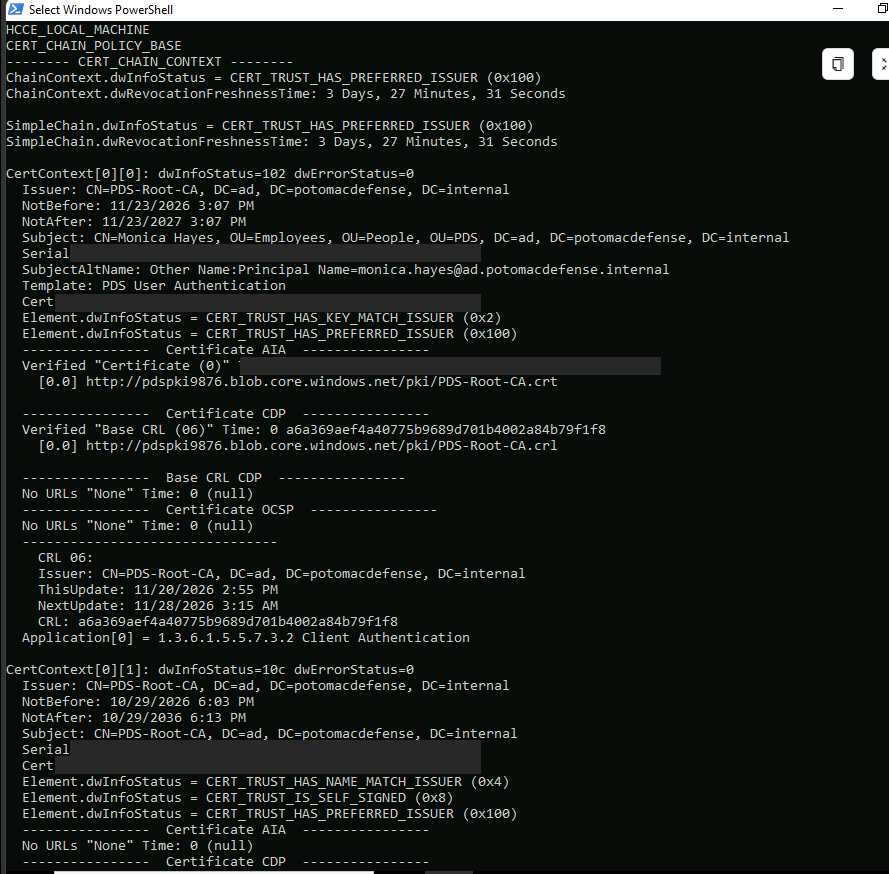 Select Windows PowerShell
HCCE_LOCAL_MACHINE
CERT_CHAIN_POLICY_BASE
-------- CERT_CHAIN_CONTEXT --------
ChainContext.dwInfoStatus = CERT_TRUST_HAS_PREFERRED_ISSUER (0x100)
ChainContext.dwRevocationFreshnessTime: 3 Days, 27 Minutes, 31 Seconds

SimpleChain.dwInfoStatus = CERT_TRUST_HAS_PREFERRED_ISSUER (0x100)
SimpleChain.dwRevocationFreshnessTime: 3 Days, 27 Minutes, 31 Seconds

CertContext[0][0]: dwInfoStatus=102 dwErrorStatus=0
  Issuer: CN=PDS-Root-CA, DC=ad, DC=potomacdefense, DC=internal
  NotBefore: 11/23/2026 3:07 PM
  NotAfter: 11/23/2027 3:07 PM
  Subject: CN=Monica Hayes, OU=Employees, OU=People, OU=PDS, DC=ad, DC=potomacdefense, DC=internal
  Serial
  SubjectAltName: Other Name:Principal Name=monica.hayes@ad.potomacdefense.internal
  Template: PDS User Authentication
  Cert
  Element.dwInfoStatus = CERT_TRUST_HAS_KEY_MATCH_ISSUER (0x2)
  Element.dwInfoStatus = CERT_TRUST_HAS_PREFERRED_ISSUER (0x100)
  ----------------  Certificate AIA  ----------------
  Verified "Certificate (0)"
    [0.0] http://pdspki9876.blob.core.windows.net/pki/PDS-Root-CA.crt

  ----------------  Certificate CDP  ----------------
  Verified "Base CRL (06)" Time: 0 a6a369aef4a40775b9689d701b4002a84b79f1f8
    [0.0] http://pdspki9876.blob.core.windows.net/pki/PDS-Root-CA.crl

  ----------------  Base CRL CDP  ----------------
  No URLs "None" Time: 0 (null)
  ----------------  Certificate OCSP  ----------------
  No URLs "None" Time: 0 (null)
  --------------------------------
    CRL 06:
    Issuer: CN=PDS-Root-CA, DC=ad, DC=potomacdefense, DC=internal
    ThisUpdate: 11/20/2026 2:55 PM
    NextUpdate: 11/28/2026 3:15 AM
    CRL: a6a369aef4a40775b9689d701b4002a84b79f1f8
  Application[0] = 1.3.6.1.5.5.7.3.2 Client Authentication

CertContext[0][1]: dwInfoStatus=10c dwErrorStatus=0
  Issuer: CN=PDS-Root-CA, DC=ad, DC=potomacdefense, DC=internal
  NotBefore: 10/29/2026 6:03 PM
  NotAfter: 10/29/2036 6:13 PM
  Subject: CN=PDS-Root-CA, DC=ad, DC=potomacdefense, DC=internal
  Serial
  Cert
  Element.dwInfoStatus = CERT_TRUST_HAS_NAME_MATCH_ISSUER (0x4)
  Element.dwInfoStatus = CERT_TRUST_IS_SELF_SIGNED (0x8)
  Element.dwInfoStatus = CERT_TRUST_HAS_PREFERRED_ISSUER (0x100)
  ----------------  Certificate AIA  ----------------
  No URLs "None" Time: 0 (null)
  ----------------  Certificate CDP  ----------------